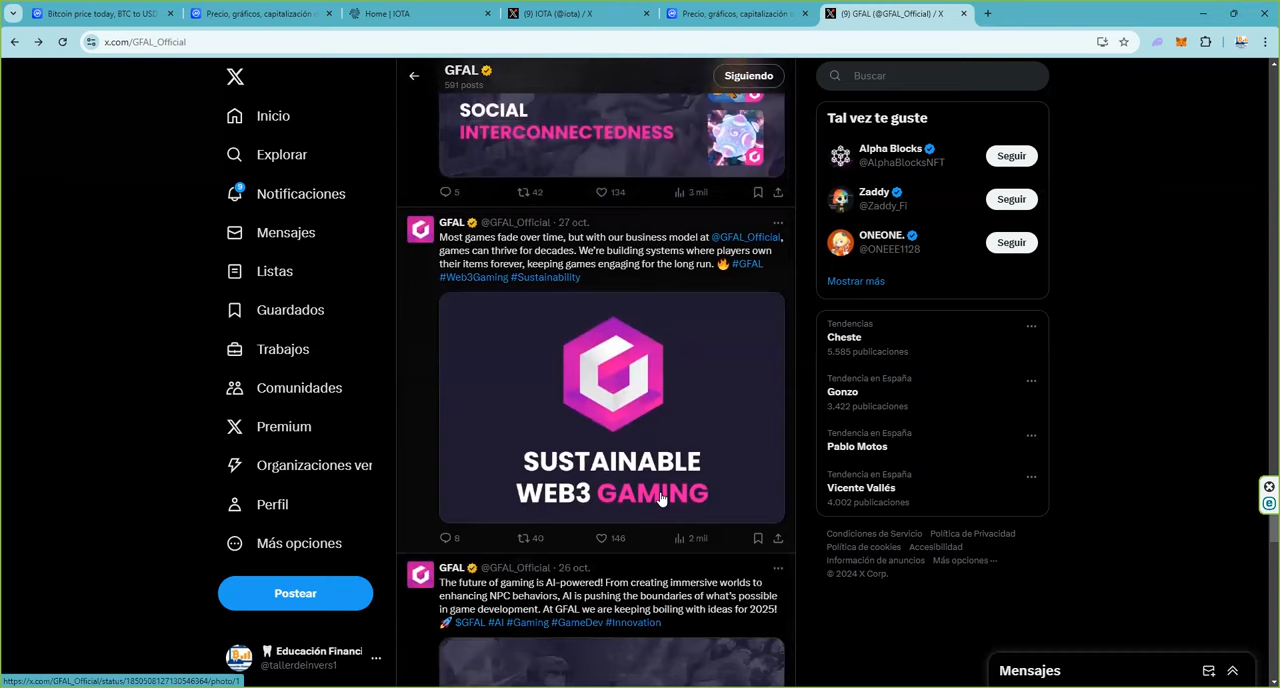 Bitcoin price today, BTC to USD
Precio, gráficos, capitalización
Home | IOTA
(9) IOTA (@iota) / X
Precio, gráficos, capitalización
(9) GFAL (@GFAL_Official) / X
x.com/GFAL_Official
Inicio
Explorar
9
Notificaciones
Mensajes
Listas
Guardados
Trabajos
Comunidades
Premium
Organizaciones ver
Perfil
Más opciones
Postear
Educación Financi
@tallerdeinvers1
https://x.com/GFAL_Official/status/1850508127130546364/photo/1
GFAL
591 posts
Siguiendo
SOCIAL
INTERCONNECTEDNESS
5 42 134 3 mil
GFAL @GFAL_Official · 27 oct.
Most games fade over time, but with our business model at @GFAL_Official,
games can thrive for decades. We're building systems where players own
their items forever, keeping games engaging for the long run. 🔥 #GFAL
#Web3Gaming #Sustainability
SUSTAINABLE
WEB3 GAMING
8 40 146 2 mil
GFAL @GFAL_Official · 26 oct.
The future of gaming is AI-powered! From creating immersive worlds to
enhancing NPC behaviors, AI is pushing the boundaries of what's possible
in game development. At GFAL we are keeping boiling with ideas for 2025!
🚀 $GFAL #AI #Gaming #GameDev #Innovation
Buscar
Tal vez te guste
Alpha Blocks
@AlphaBlocksNFT
Seguir
Zaddy
@Zaddy_Fi
Seguir
ONEONE.
@ONEEE1128
Seguir
Mostrar más
Tendencias
Cheste
5.585 publicaciones
Tendencia en España
Gonzo
3.422 publicaciones
Tendencia en España
Pablo Motos
Tendencia en España
Vicente Vallés
4.002 publicaciones
Condiciones de Servicio Política de Privacidad
Política de cookies Accesibilidad
Información de anuncios Más opciones ···
© 2024 X Corp.
Mensajes